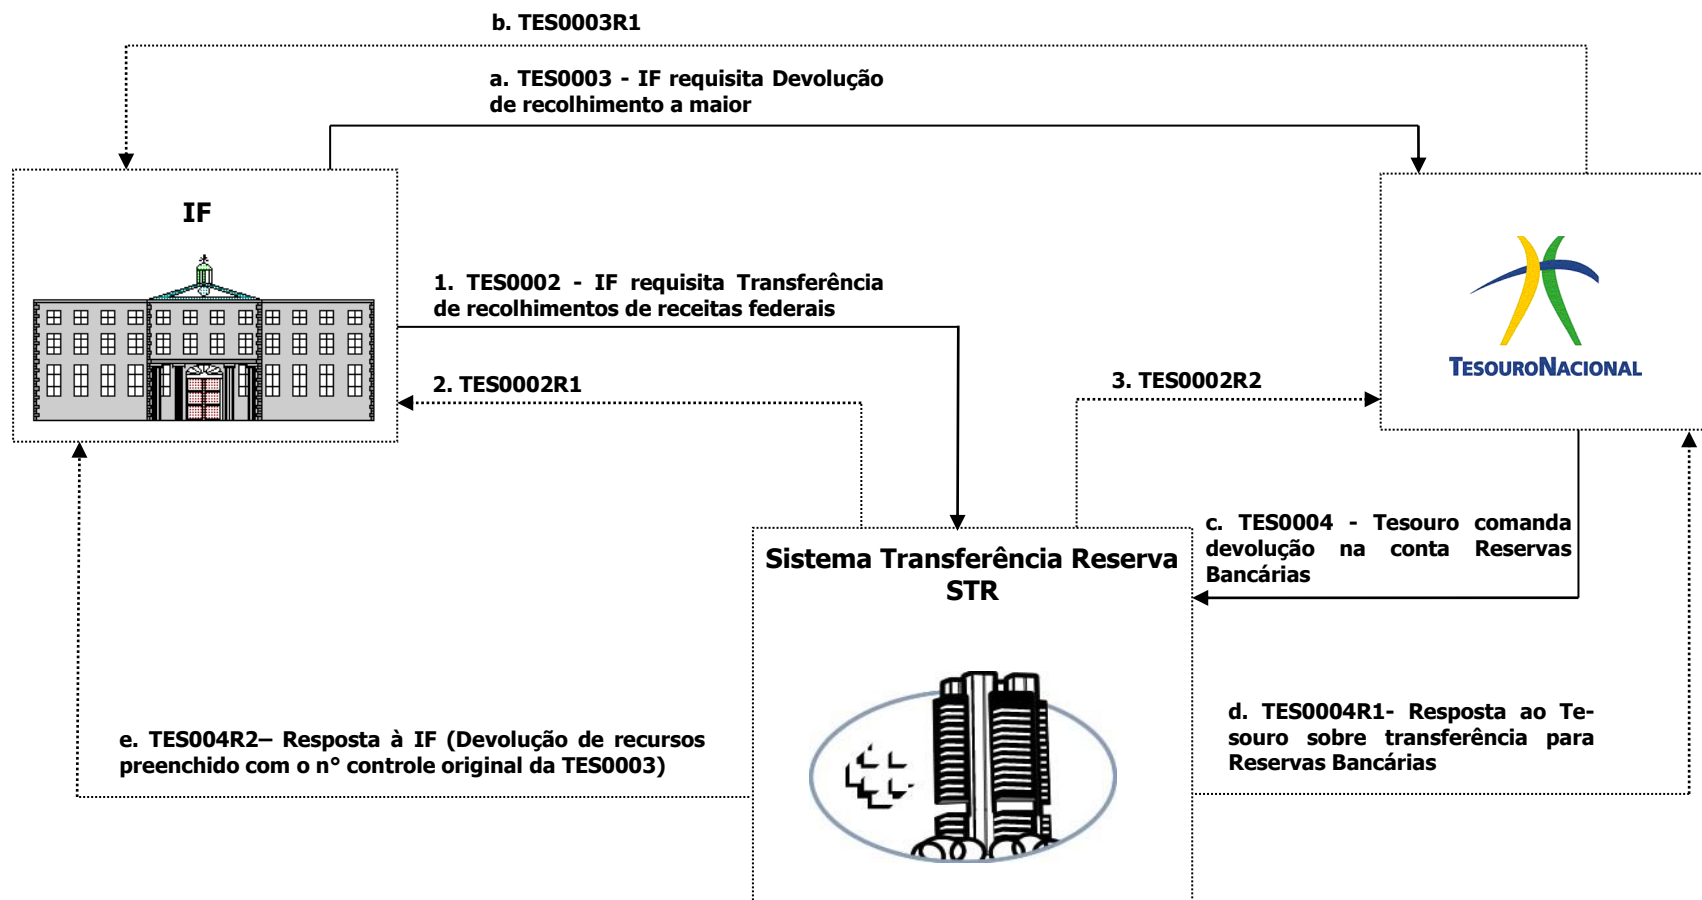 b. TES0003R1
a. TES0003 - IF requisita Devolução
de recolhimento a maior
IF
1. TES0002 - IF requisita Transferência
de recolhimentos de receitas federais
2. TES0002R1
3. TES0002R2
TESOURONACIONAL
c. TES0004 - Tesouro comanda
devolução na conta Reservas
Bancárias
Sistema Transferência Reserva
STR
d. TES0004R1- Resposta ao Te-
souro sobre transferência para
Reservas Bancárias
e. TES004R2– Resposta à IF (Devolução de recursos
preenchido com o n° controle original da TES0003)